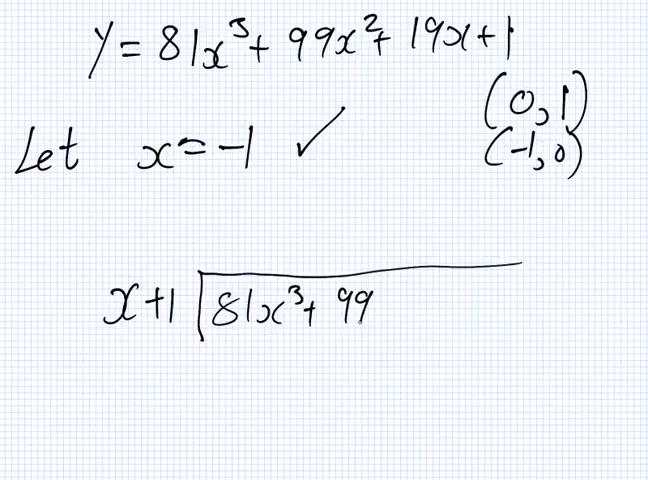 y = 81x³ + 99x² + 19x + 1
(0, 1)
Let x = -1 ✓ (-1, 0)
x+1 | 81x³ + 99